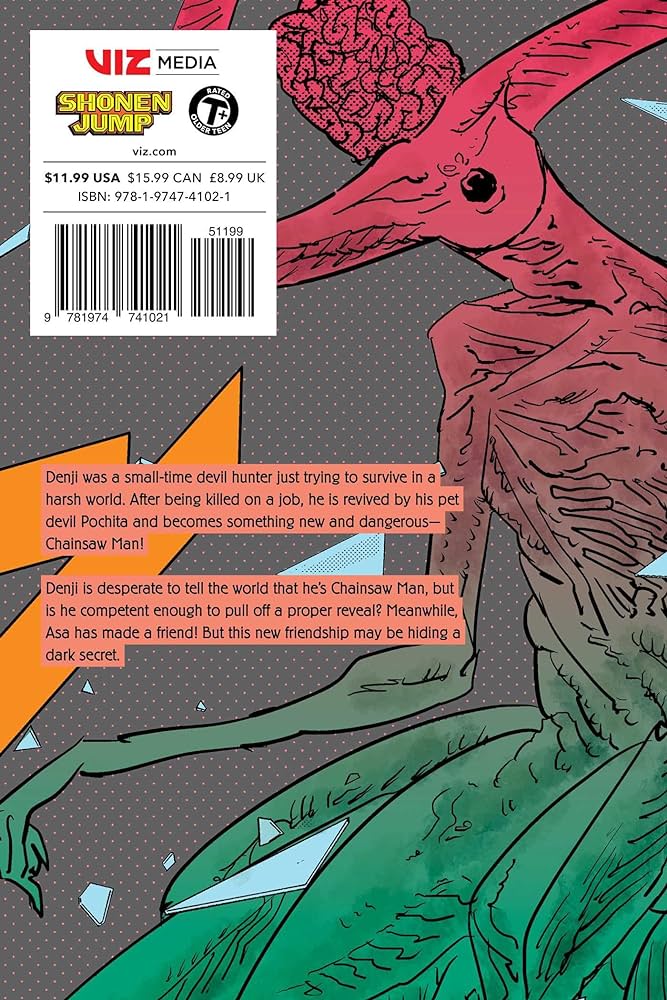 VIZ MEDIA
SHONEN
JUMP
RATED
T+
OLDER TEEN
viz.com
$11.99 USA $15.99 CAN £8.99 UK
ISBN: 978-1-9747-4102-1
51199
9 781974 741021
Denji was a small-time devil hunter just trying to survive in a
harsh world. After being killed on a job, he is revived by his pet
devil Pochita and becomes something new and dangerous—
Chainsaw Man!
Denji is desperate to tell the world that he's Chainsaw Man, but
is he competent enough to pull off a proper reveal? Meanwhile,
Asa has made a friend! But this new friendship may be hiding a
dark secret.